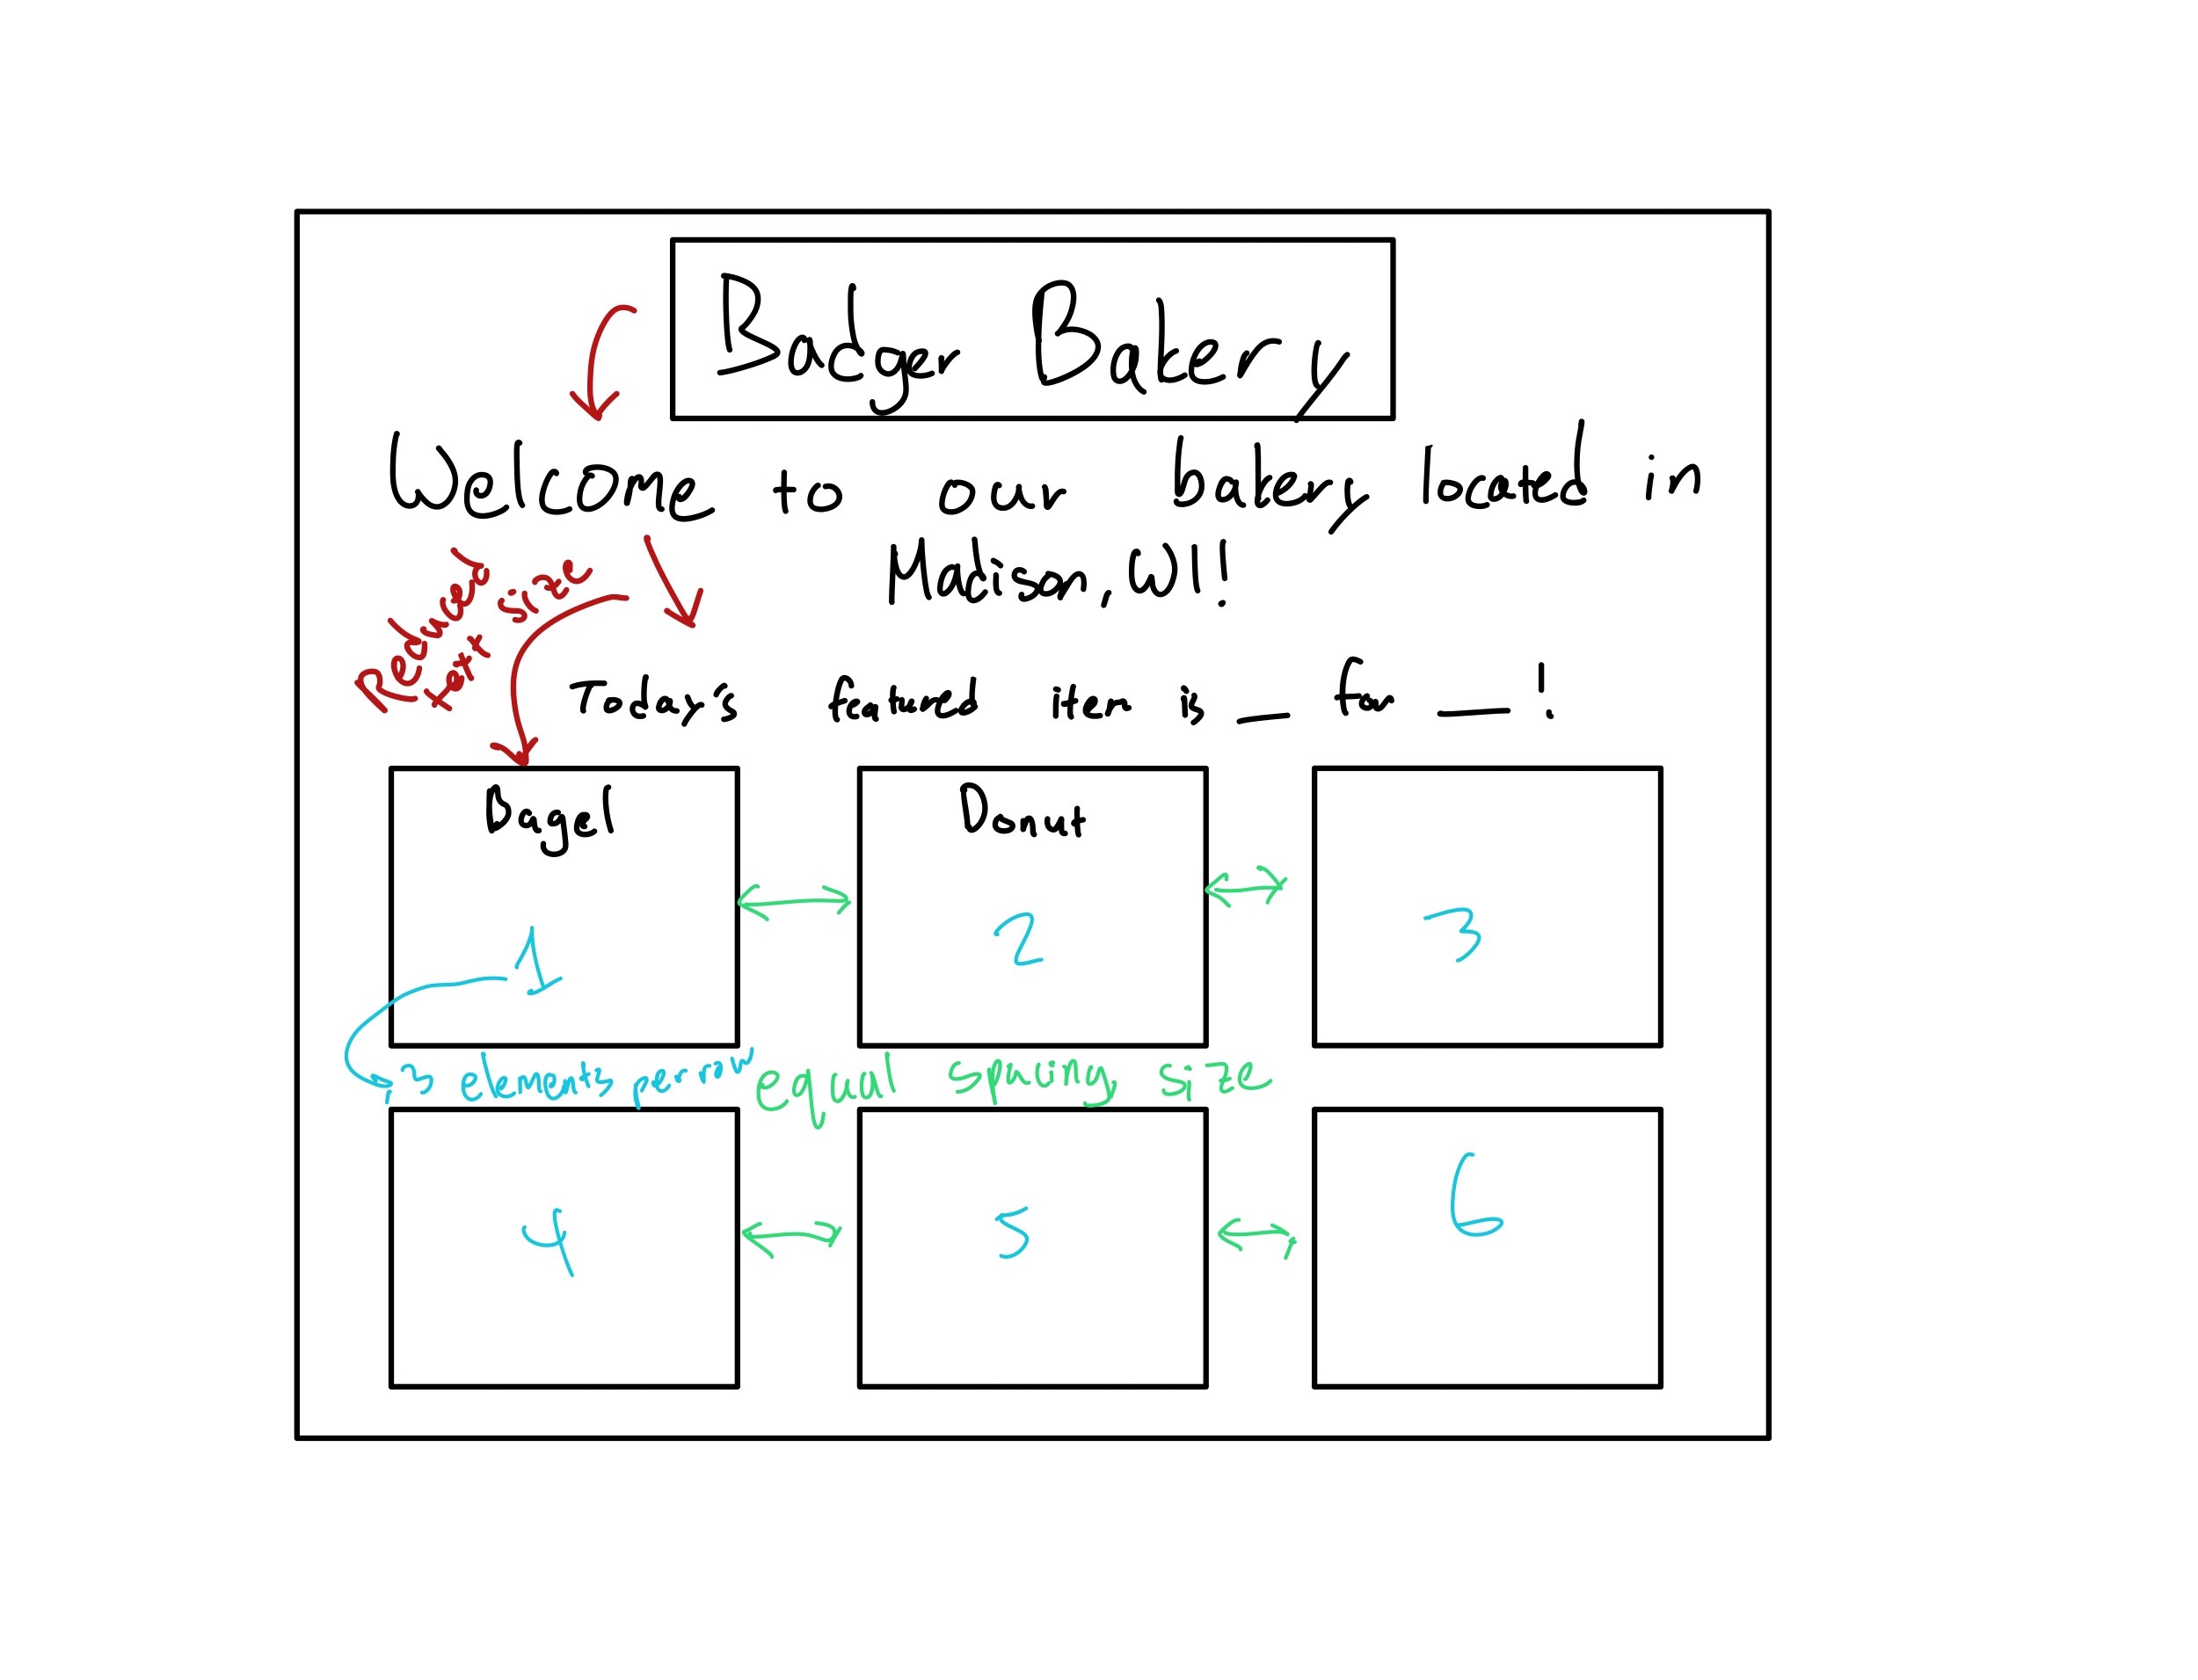 Badger Bakery
Welcome to our bakery located in
Madison, WI!
Reduced
text size
Today's featured item is __ for __!
Bagel
Donut
1
2
3
3 elements per row
equal spacing size
4
5
6